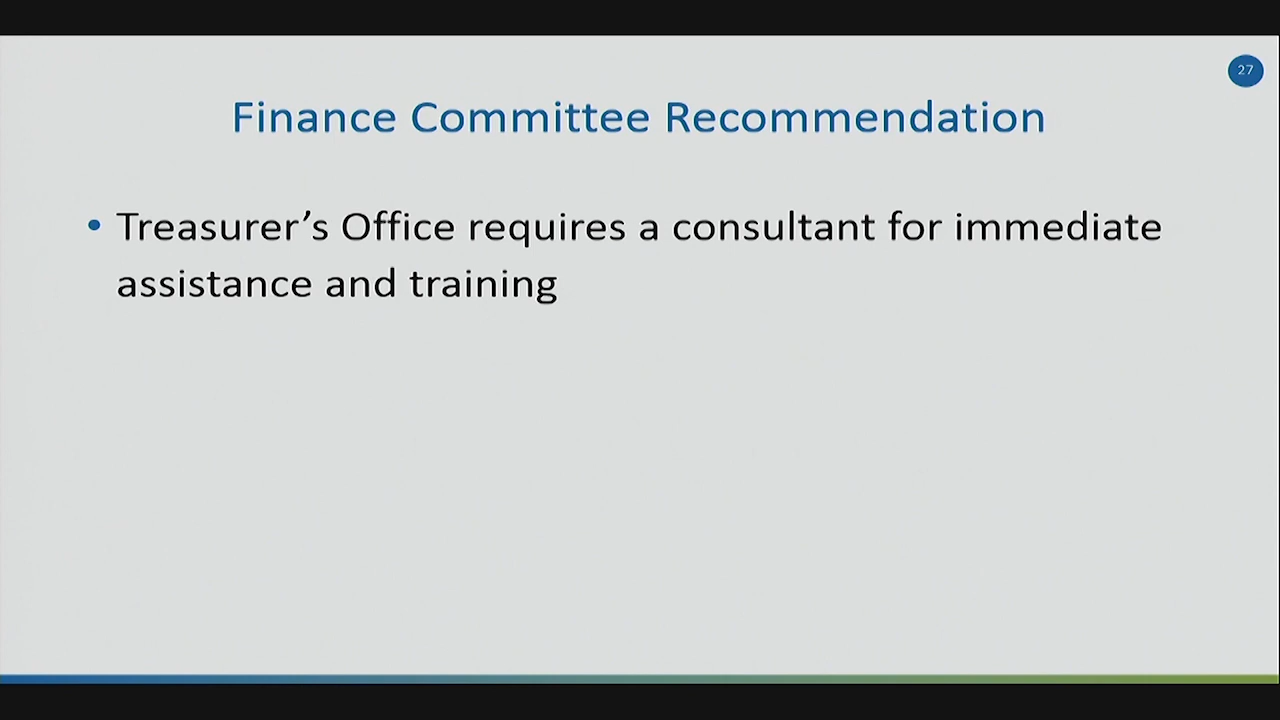 27
Finance Committee Recommendation
• Treasurer’s Office requires a consultant for immediate
assistance and training